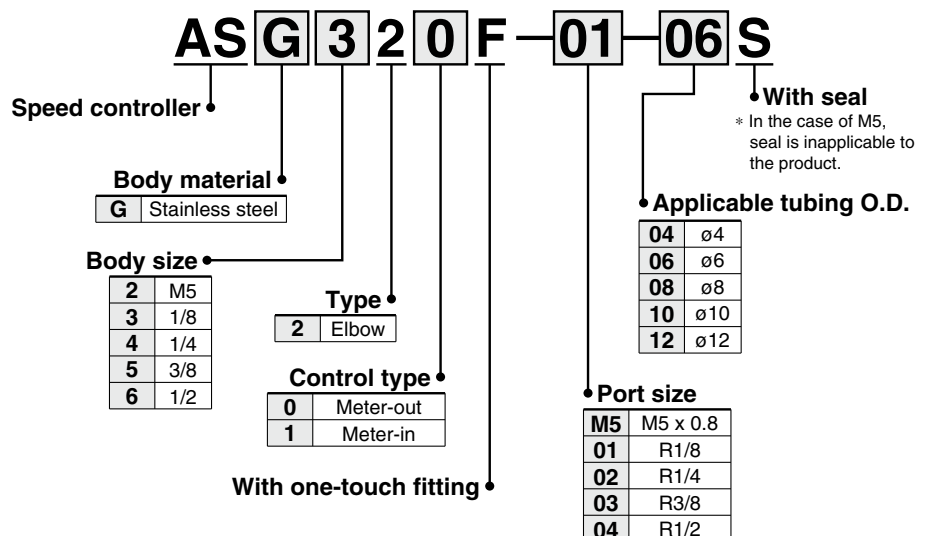 ASG320F-01-06S
Speed controller
With seal
* In the case of M5,
seal is inapplicable to
the product.
Body material
G Stainless steel
Applicable tubing O.D.
04 ø4
06 ø6
08 ø8
10 ø10
12 ø12
Body size
2 M5
3 1/8
4 1/4
5 3/8
6 1/2
Type
2 Elbow
Control type
0 Meter-out
1 Meter-in
Port size
M5 M5 x 0.8
01 R1/8
02 R1/4
03 R3/8
04 R1/2
With one-touch fitting